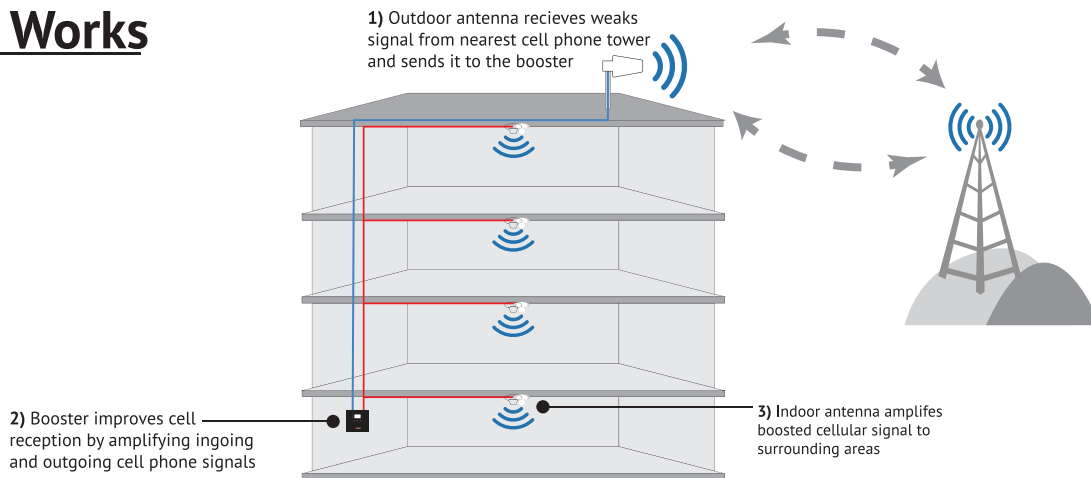 Works
1) Outdoor antenna recieves weaks
signal from nearest cell phone tower
and sends it to the booster
2) Booster improves cell
reception by amplifying ingoing
and outgoing cell phone signals
3) Indoor antenna amplifes
boosted cellular signal to
surrounding areas